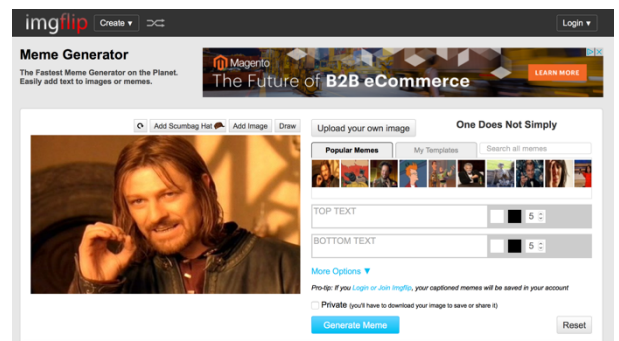 imgflip Create ▼ Login ▼
Meme Generator
The Fastest Meme Generator on the Planet.
Easily add text to images or memes.
Magento
The Future of B2B eCommerce
LEARN MORE
Add Scumbag Hat Add Image Draw
Upload your own image
One Does Not Simply
Popular Memes My Templates Search all memes
TOP TEXT 5
BOTTOM TEXT 5
More Options ▼
Pro-tip: If you Login or Join Imgflip, your captioned memes will be saved in your account
Private (you'll have to download your image to save or share it)
Generate Meme Reset